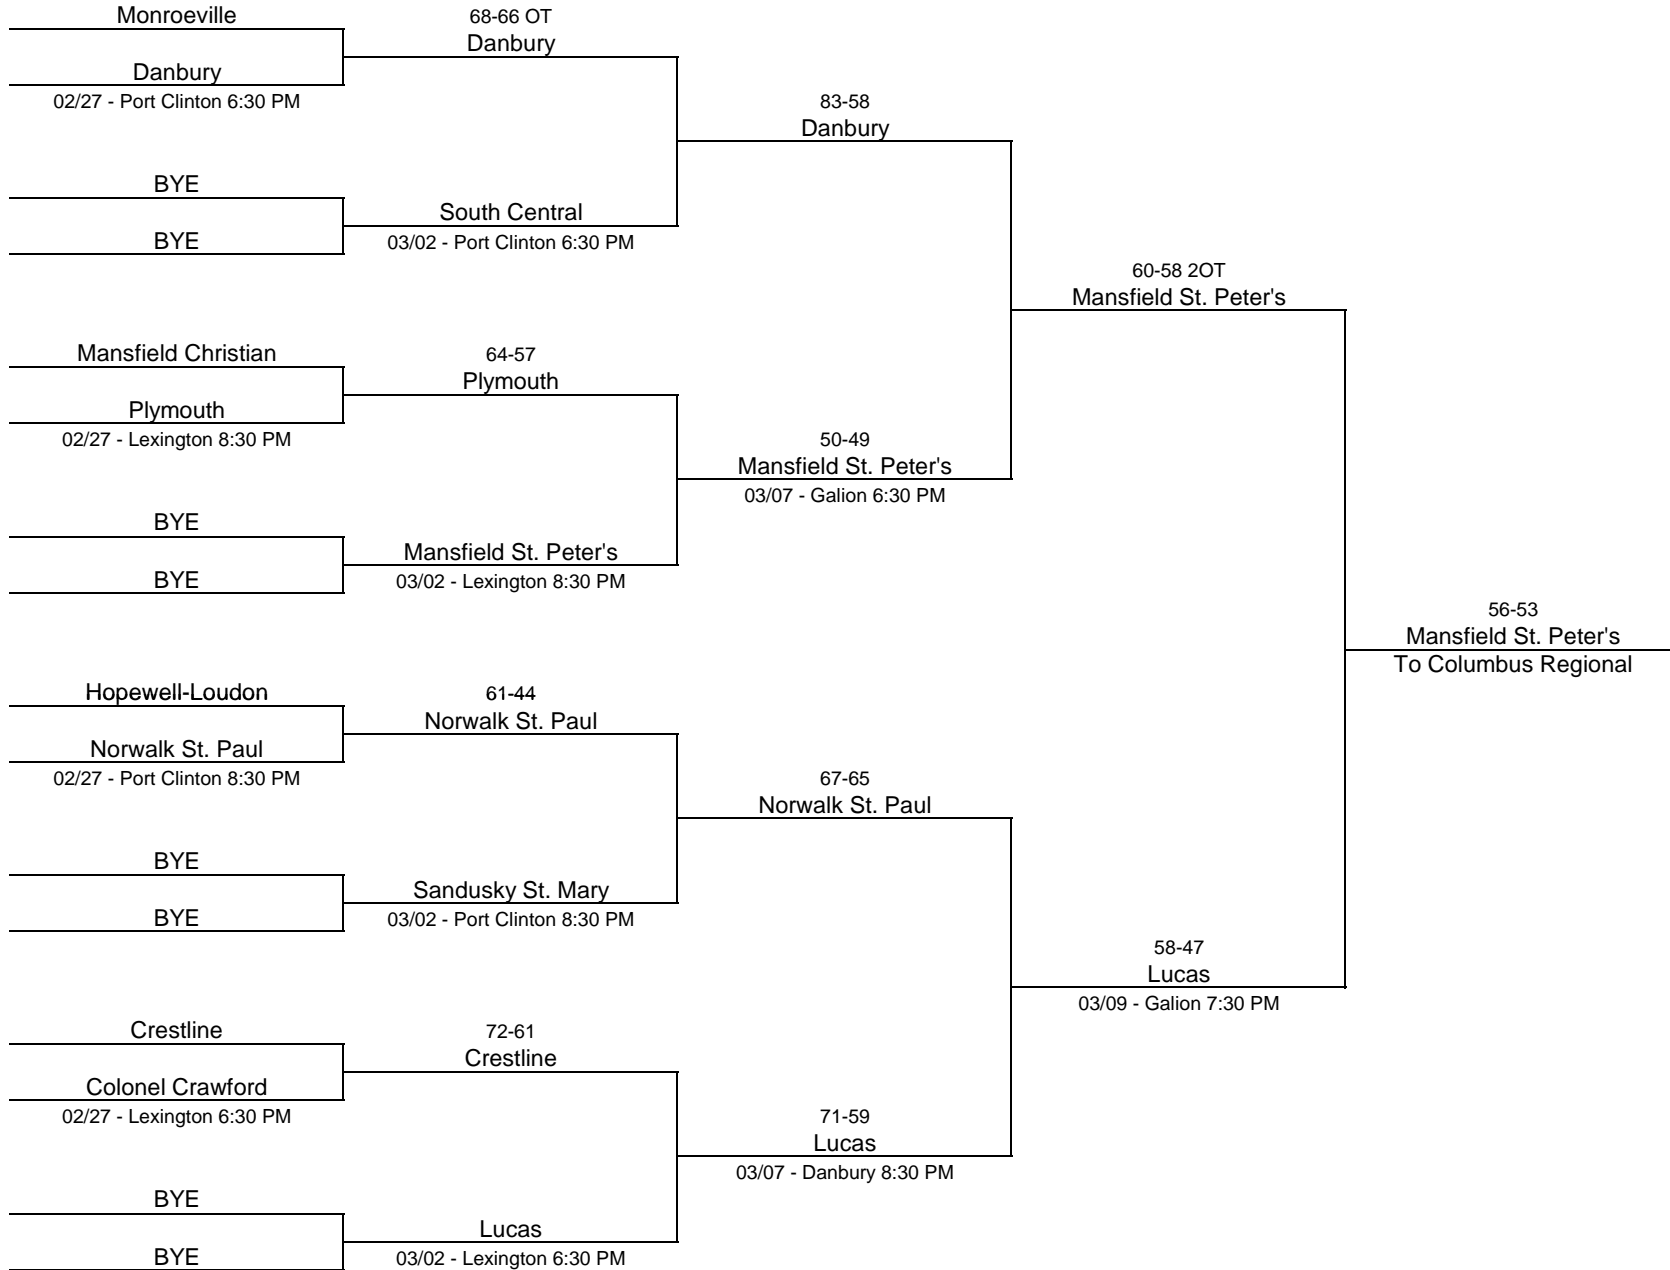 Monroeville
Danbury
02/27 - Port Clinton 6:30 PM
BYE
BYE
Mansfield Christian
Plymouth
02/27 - Lexington 8:30 PM
BYE
BYE
Hopewell-Loudon
Norwalk St. Paul
02/27 - Port Clinton 8:30 PM
BYE
BYE
Crestline
Colonel Crawford
02/27 - Lexington 6:30 PM
BYE
BYE
68-66 OT
Danbury
South Central
03/02 - Port Clinton 6:30 PM
64-57
Plymouth
Mansfield St. Peter's
03/02 - Lexington 8:30 PM
61-44
Norwalk St. Paul
Sandusky St. Mary
03/02 - Port Clinton 8:30 PM
72-61
Crestline
Lucas
03/02 - Lexington 6:30 PM
83-58
Danbury
50-49
Mansfield St. Peter's
03/07 - Galion 6:30 PM
67-65
Norwalk St. Paul
71-59
Lucas
03/07 - Danbury 8:30 PM
60-58 2OT
Mansfield St. Peter's
58-47
Lucas
03/09 - Galion 7:30 PM
56-53
Mansfield St. Peter's
To Columbus Regional